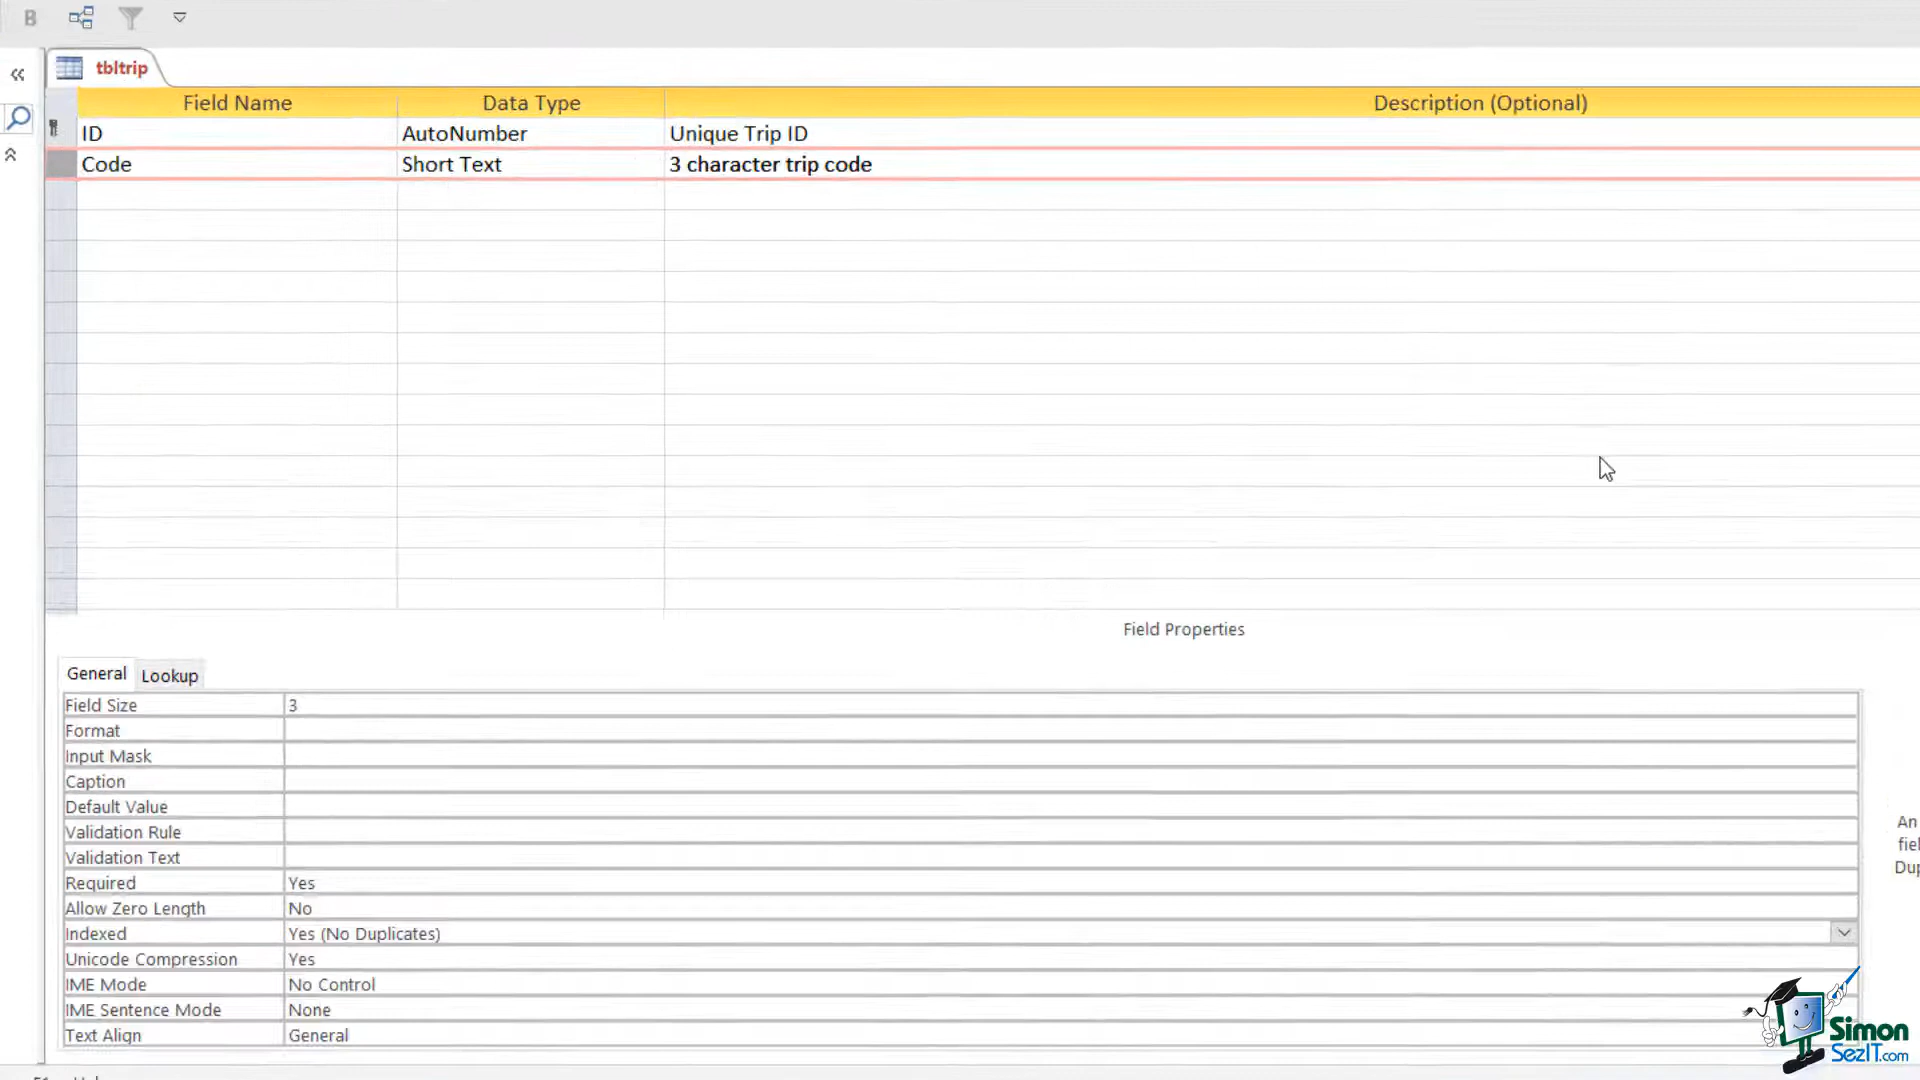 B
tbltrip
Field Name Data Type Description (Optional)
ID AutoNumber Unique Trip ID
Code Short Text 3 character trip code
Field Properties
General Lookup
Field Size 3
Format
Input Mask
Caption
Default Value
Validation Rule
Validation Text
Required Yes
Allow Zero Length No
Indexed Yes (No Duplicates)
Unicode Compression Yes
IME Mode No Control
IME Sentence Mode None
Text Align General
An
fiel
Dup
Simon
SezIT.com